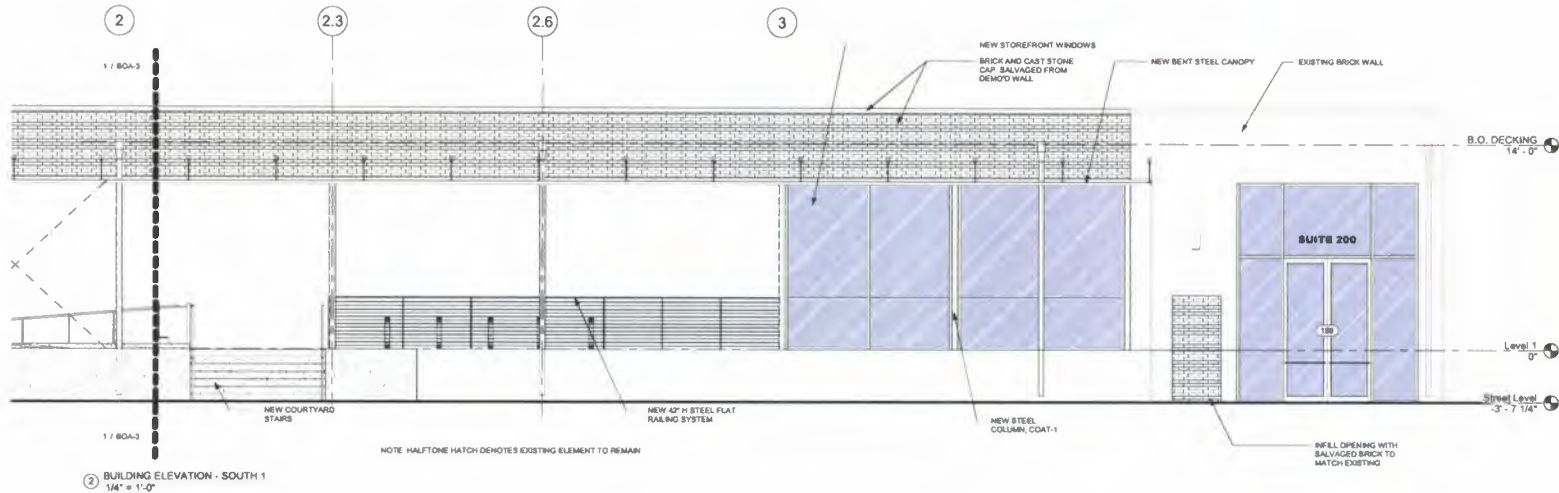 2
2.3
2.6
3
1 / BOA-3
NEW STOREFRONT WINDOWS
BRICK AND CAST STONE
CAP SALVAGED FROM
DEMO'D WALL
NEW BENT STEEL CANOPY
EXISTING BRICK WALL
B.O. DECKING
14' - 0"
SUITE 200
Level 1
0"
Street Level
-3' - 7 1/4"
NEW COURTYARD
STAIRS
NEW 42" H STEEL FLAT
RAILING SYSTEM
NEW STEEL
COLUMN, COAT-1
INFILL OPENING WITH
SALVAGED BRICK TO
MATCH EXISTING
1 / BOA-3
NOTE HALFTONE HATCH DENOTES EXISTING ELEMENT TO REMAIN
2 BUILDING ELEVATION - SOUTH 1
1/4" = 1'-0"